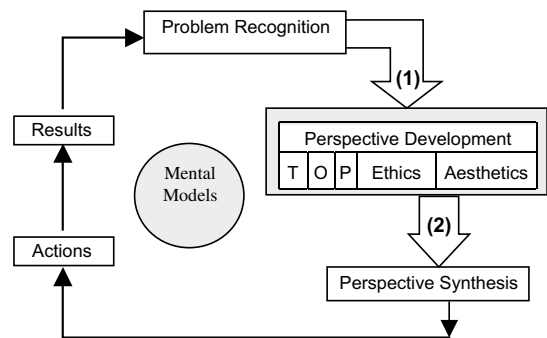 Problem Recognition
(1)
Perspective Development
T O P Ethics Aesthetics
(2)
Perspective Synthesis
Actions
Results
Mental
Models